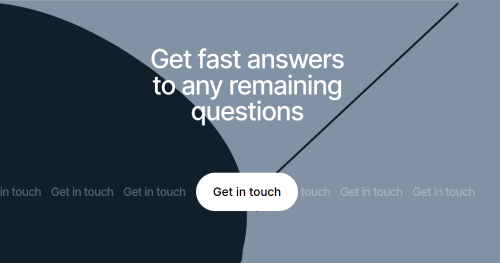 Get fast answers
to any remaining
questions
in touch Get in touch Get in touch Get in touch touch Get in touch Get in touch